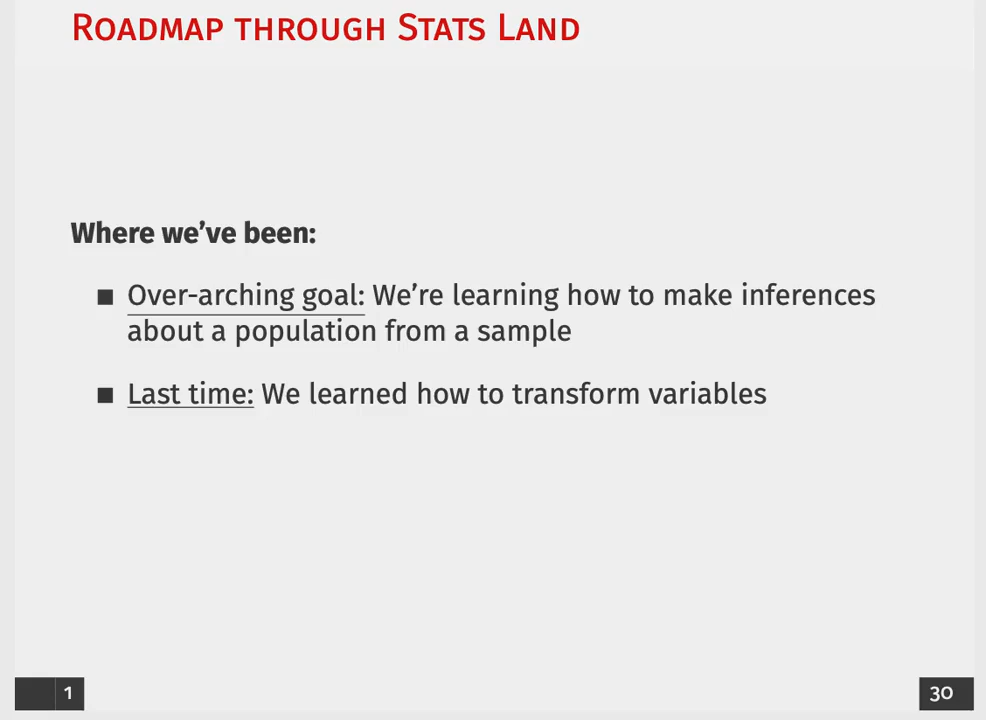 Roadmap through Stats Land
Where we've been:
■ Over-arching goal: We're learning how to make inferences
about a population from a sample
■ Last time: We learned how to transform variables
1
30